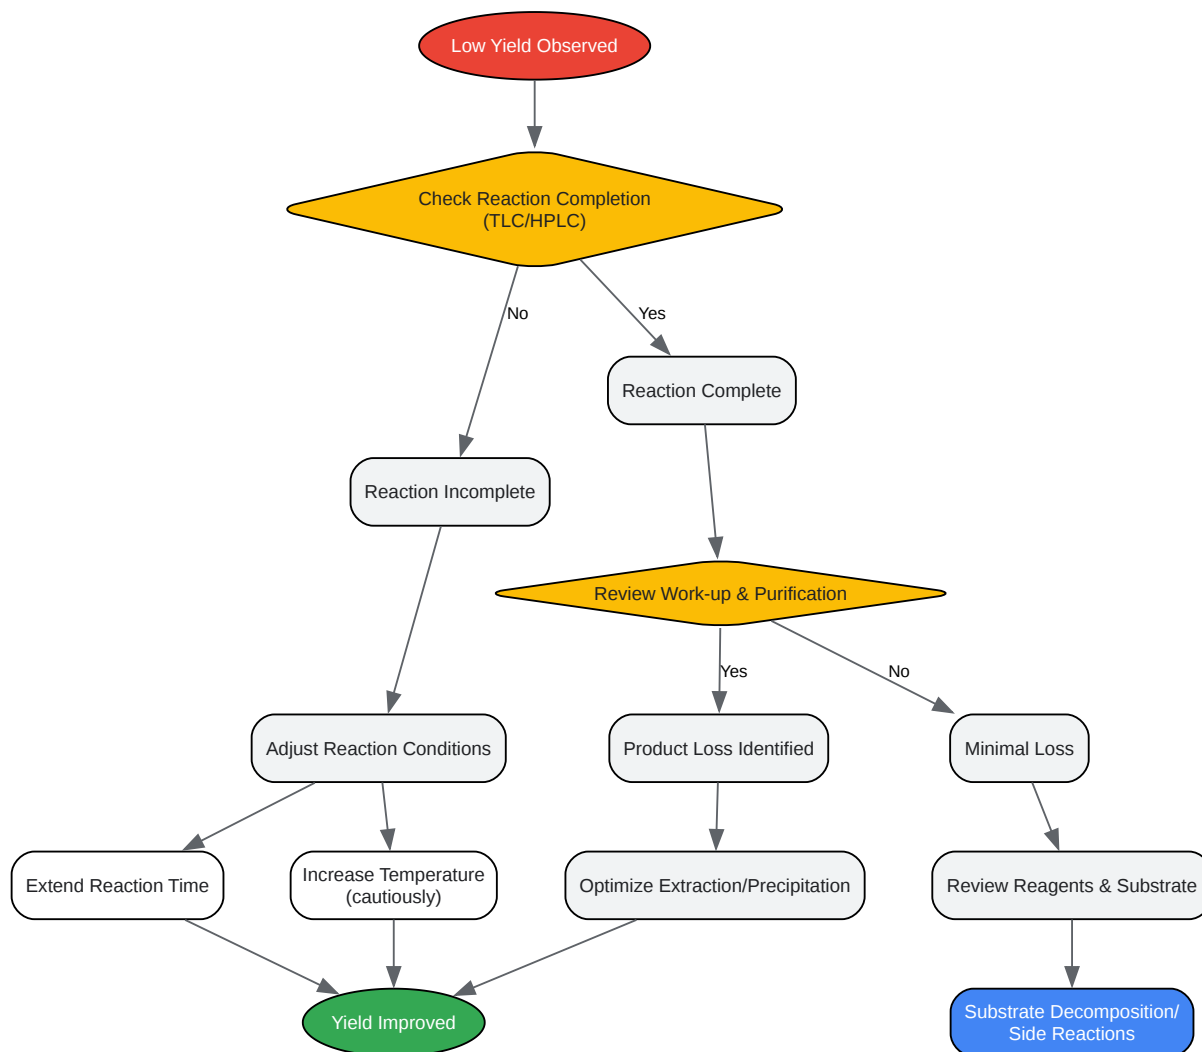 Low Yield Observed
Check Reaction Completion
(TLC/HPLC)
No
Yes
Reaction Complete
Reaction Incomplete
Review Work-up & Purification
Yes
No
Adjust Reaction Conditions
Product Loss Identified
Minimal Loss
Extend Reaction Time
Increase Temperature
(cautiously)
Optimize Extraction/Precipitation
Review Reagents & Substrate
Yield Improved
Substrate Decomposition/
Side Reactions